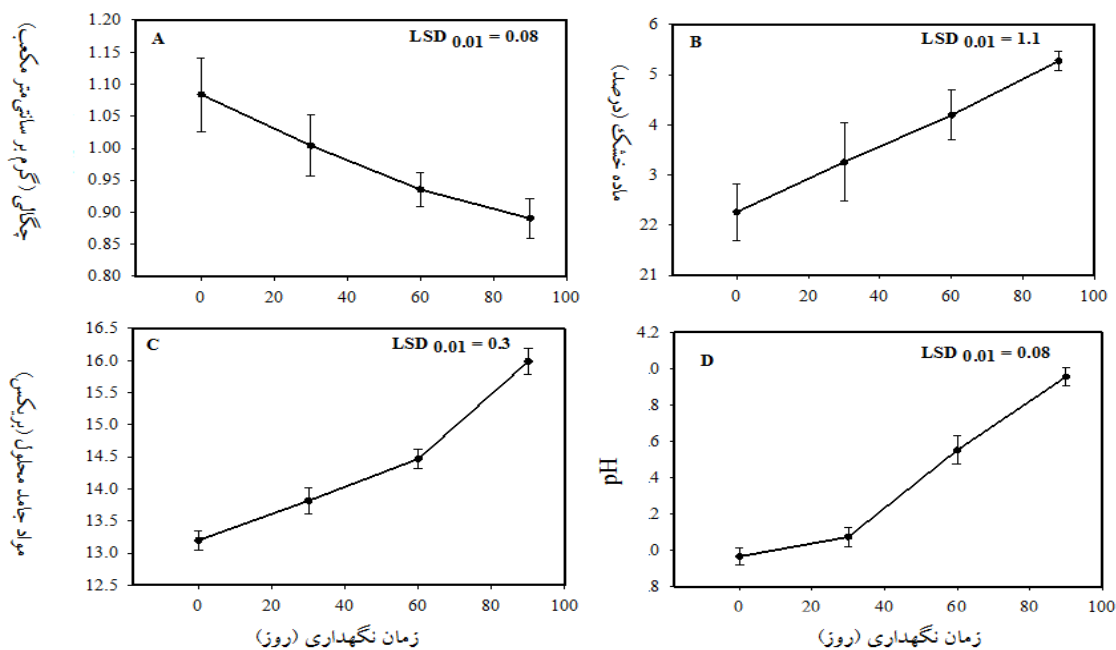 A
LSD 0.01 = 0.08
1.20
1.15
1.10
1.05
1.00
0.95
0.90
0.85
0.80
0 20 40 60 80 100
چگالی (گرم بر سانتی‌متر مکعب)
B
LSD 0.01 = 1.1
6
5
4
3
22
21
0 20 40 60 80 100
ماده خشک (درصد)
C
LSD 0.01 = 0.3
16.5
16.0
15.5
15.0
14.5
14.0
13.5
13.0
12.5
0 20 40 60 80 100
مواد جامد محلول (بریکس)
زمان نگهداری (روز)
D
LSD 0.01 = 0.08
4.2
.0
.8
.6
.4
.2
.0
.8
0 20 40 60 80 100
pH
زمان نگهداری (روز)